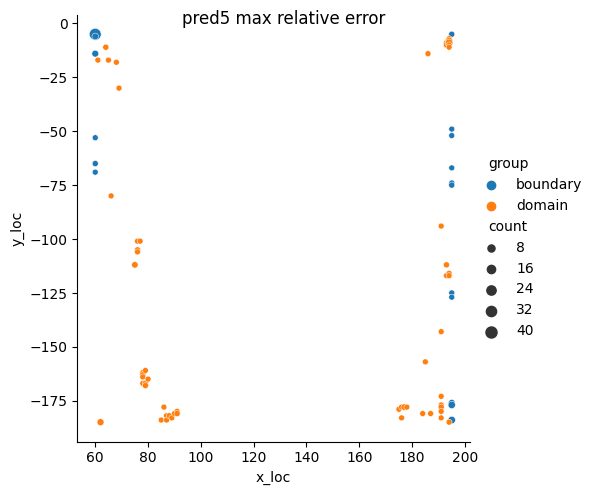 pred5 max relative error
0
−25
−50
−75
−100
−125
−150
−175
y_loc
60 80 100 120 140 160 180 200
x_loc
group
boundary
domain
count
8
16
24
32
40